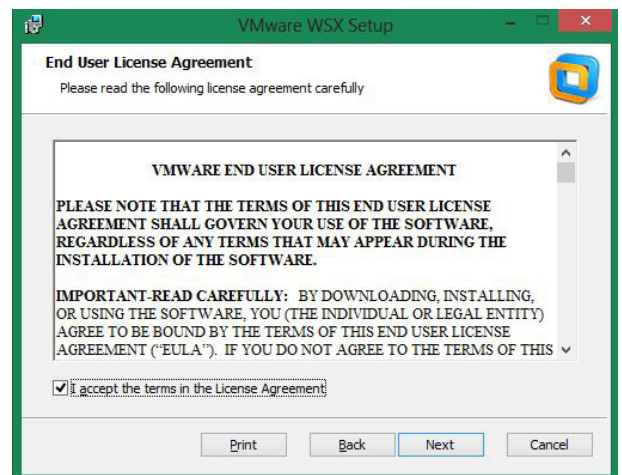 VMware WSX Setup
End User License Agreement
Please read the following license agreement carefully
VMWARE END USER LICENSE AGREEMENT
PLEASE NOTE THAT THE TERMS OF THIS END USER LICENSE
AGREEMENT SHALL GOVERN YOUR USE OF THE SOFTWARE,
REGARDLESS OF ANY TERMS THAT MAY APPEAR DURING THE
INSTALLATION OF THE SOFTWARE.
IMPORTANT-READ CAREFULLY: BY DOWNLOADING, INSTALLING,
OR USING THE SOFTWARE, YOU (THE INDIVIDUAL OR LEGAL ENTITY)
AGREE TO BE BOUND BY THE TERMS OF THIS END USER LICENSE
AGREEMENT (“EULA”). IF YOU DO NOT AGREE TO THE TERMS OF THIS
I accept the terms in the License Agreement
Print Back Next Cancel